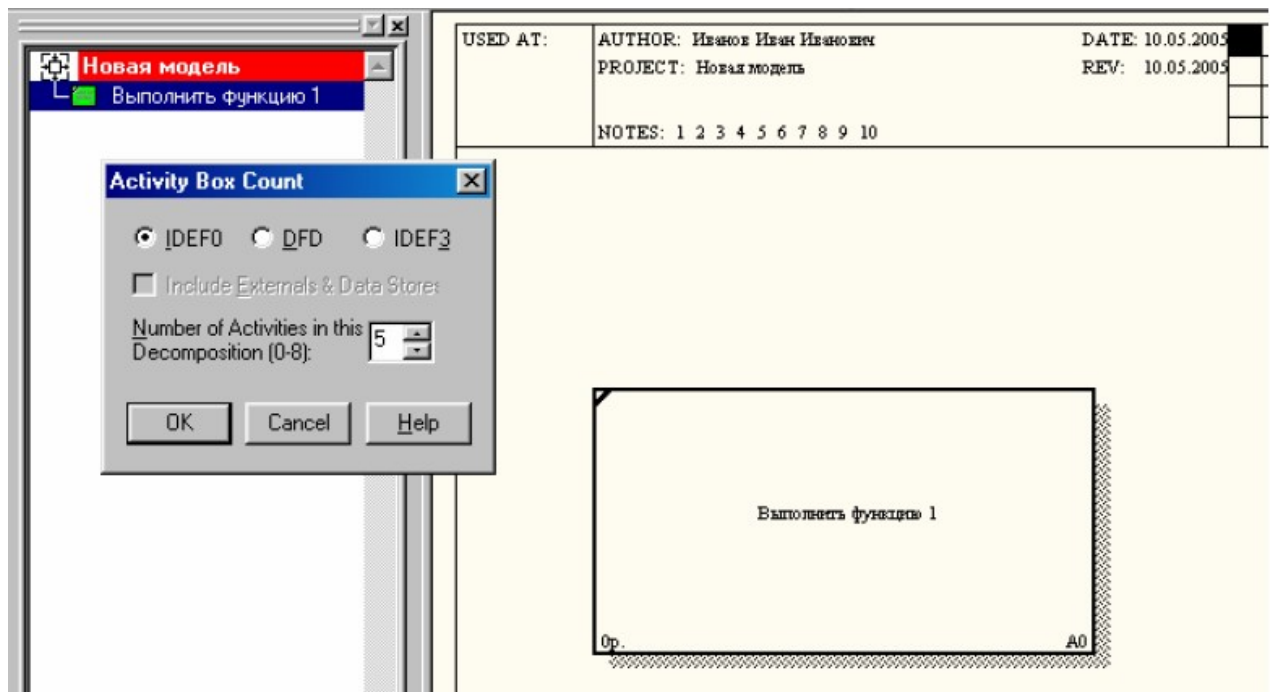 Новая модель
Выполнить функцию 1
Activity Box Count
IDEF0 DFD IDEF3
Include Externals & Data Stores
Number of Activities in this
Decomposition (0-8):
5
OK Cancel Help
USED AT:
AUTHOR: Иванов Иван Иванович
DATE: 10.05.2005
PROJECT: Новая модель
REV: 10.05.2005
NOTES: 1 2 3 4 5 6 7 8 9 10
Выполнить функцию 1
0р.
A0